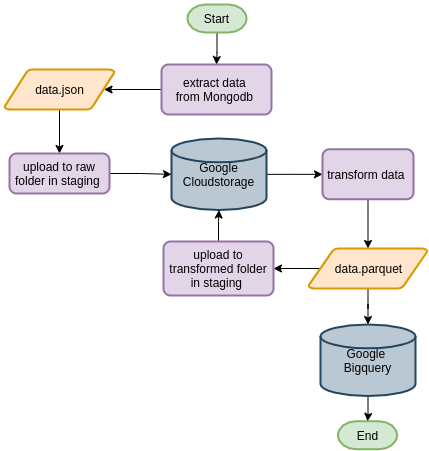 Start
extract data
from Mongodb
data.json
upload to raw
folder in staging
Google
Cloudstorage
transform data
upload to
transformed folder
in staging
data.parquet
Google
Bigquery
End